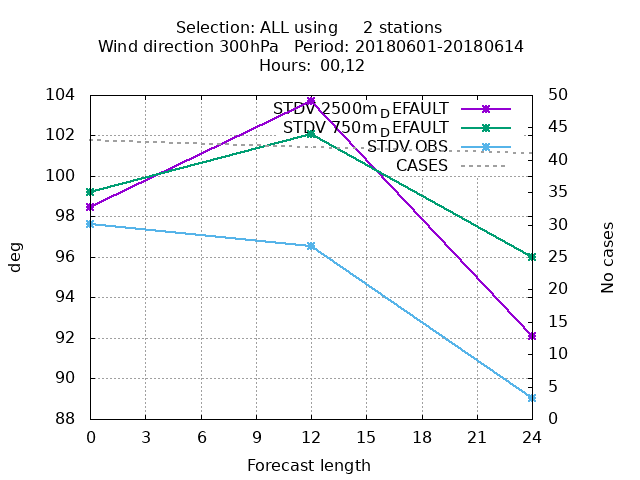 Selection: ALL using     2 stations
Wind direction 300hPa   Period: 20180601-20180614
Hours:  00,12
104
102
100
98
96
94
92
90
88
deg
50
45
40
35
30
25
20
15
10
5
0
No cases
STDV 2500m_DEFAULT
STDV 750m_DEFAULT
STDV OBS
CASES
0 3 6 9 12 15 18 21 24
Forecast length